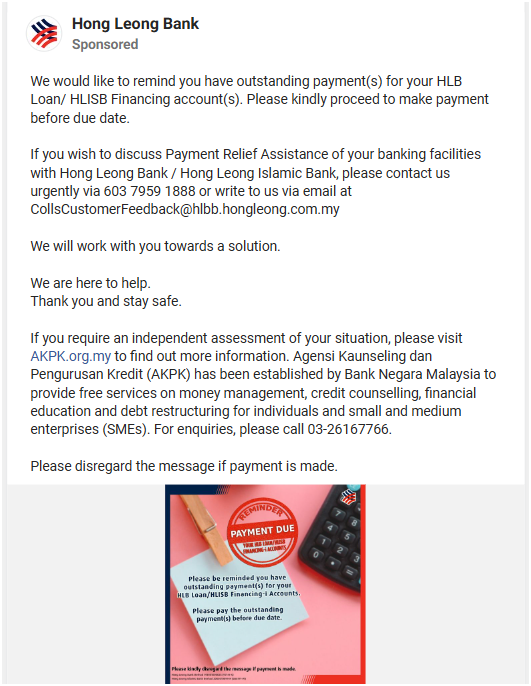 Hong Leong Bank
Sponsored
We would like to remind you have outstanding payment(s) for your HLB
Loan/ HLISB Financing account(s). Please kindly proceed to make payment
before due date.
If you wish to discuss Payment Relief Assistance of your banking facilities
with Hong Leong Bank / Hong Leong Islamic Bank, please contact us
urgently via 603 7959 1888 or write to us via email at
CollsCustomerFeedback@hlbb.hongleong.com.my
We will work with you towards a solution.
We are here to help.
Thank you and stay safe.
If you require an independent assessment of your situation, please visit
AKPK.org.my to find out more information. Agensi Kaunseling dan
Pengurusan Kredit (AKPK) has been established by Bank Negara Malaysia to
provide free services on money management, credit counselling, financial
education and debt restructuring for individuals and small and medium
enterprises (SMEs). For enquiries, please call 03-26167766.
Please disregard the message if payment is made.
REMINDER
PAYMENT DUE
YOUR HLB LOAN/HLISB
FINANCING-i ACCOUNTS
Please be reminded you have
outstanding payment(s) for your
HLB Loan/HLISB Financing-i Accounts.
Please pay the outstanding
payment(s) before due date.
Please kindly disregard the message if payment is made.